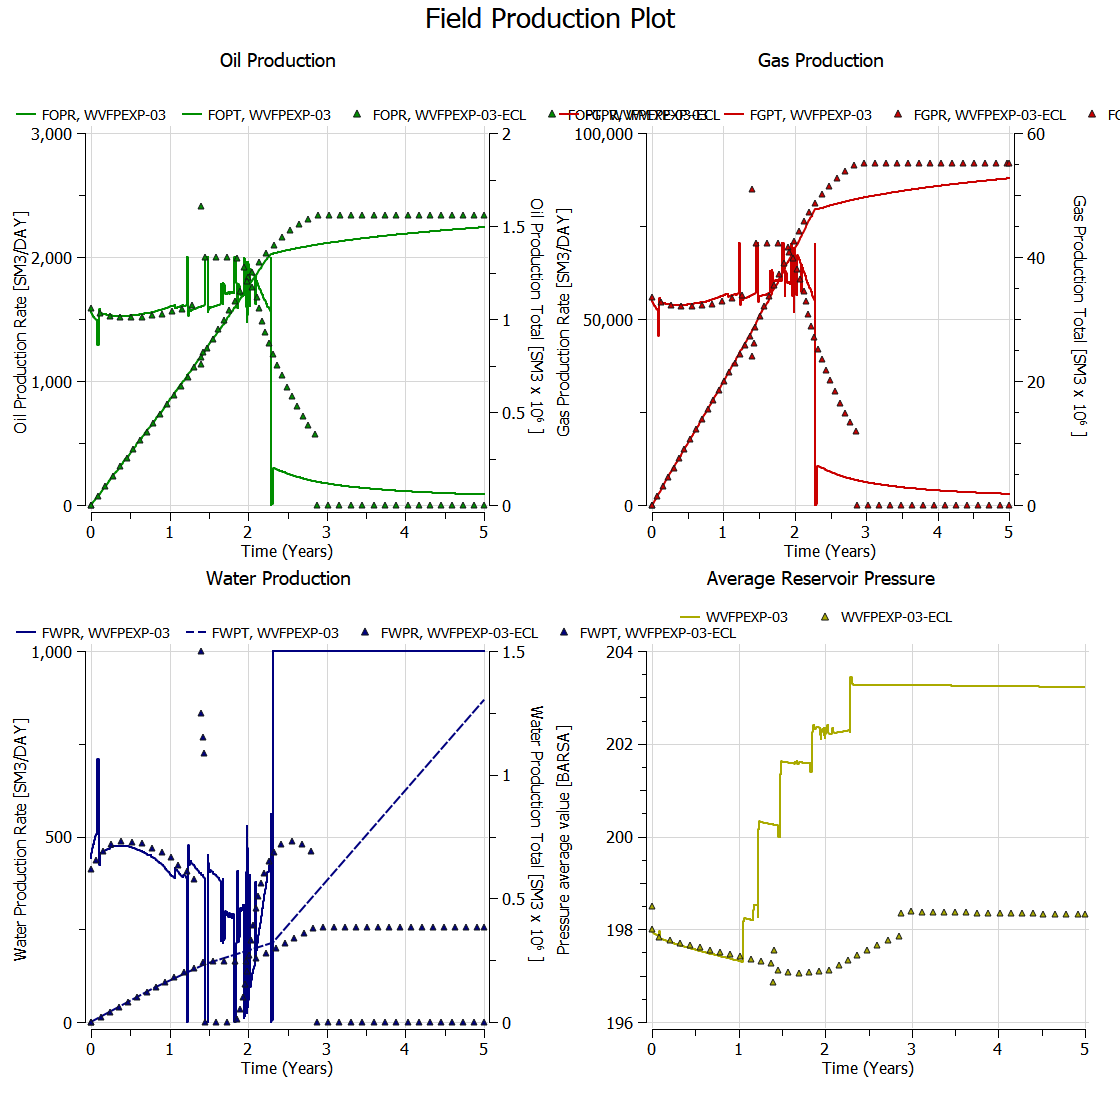 Field Production Plot
Oil Production
Gas Production
FOPR, WVFPEXP-03
FOPT, WVFPEXP-03
FOPR, WVFPEXP-03-ECL
FGPT, WVFPEXP-03
FGPR, WVFPEXP-03-ECL
3,000
2,000
1,000
0
2
1.5
1
0.5
0
Oil Production Rate [SM3/DAY]
Oil Production Total [SM3 x 10⁶ ]
0 1 2 3 4 5
Time (Years)
100,000
50,000
0
60
40
20
0
Gas Production Rate [SM3/DAY]
Gas Production Total [SM3 x 10⁶ ]
0 1 2 3 4 5
Time (Years)
Water Production
Average Reservoir Pressure
FWPR, WVFPEXP-03
FWPT, WVFPEXP-03
FWPR, WVFPEXP-03-ECL
FWPT, WVFPEXP-03-ECL
WVFPEXP-03
WVFPEXP-03-ECL
1,000
500
0
1.5
1
0.5
0
Water Production Rate [SM3/DAY]
Water Production Total [SM3 x 10⁶ ]
0 1 2 3 4 5
Time (Years)
204
202
200
198
196
Pressure average value [BARSA]
0 1 2 3 4 5
Time (Years)